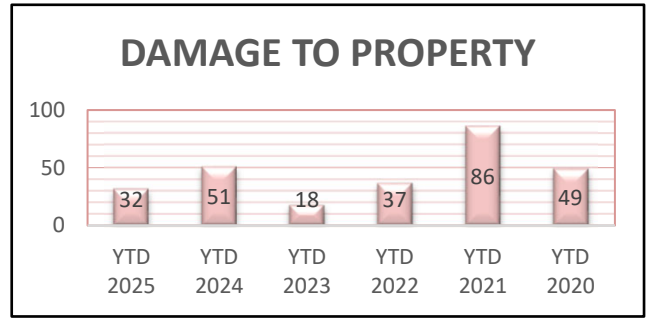 DAMAGE TO PROPERTY
100
50
0
32
51
18
37
86
49
YTD 2025
YTD 2024
YTD 2023
YTD 2022
YTD 2021
YTD 2020